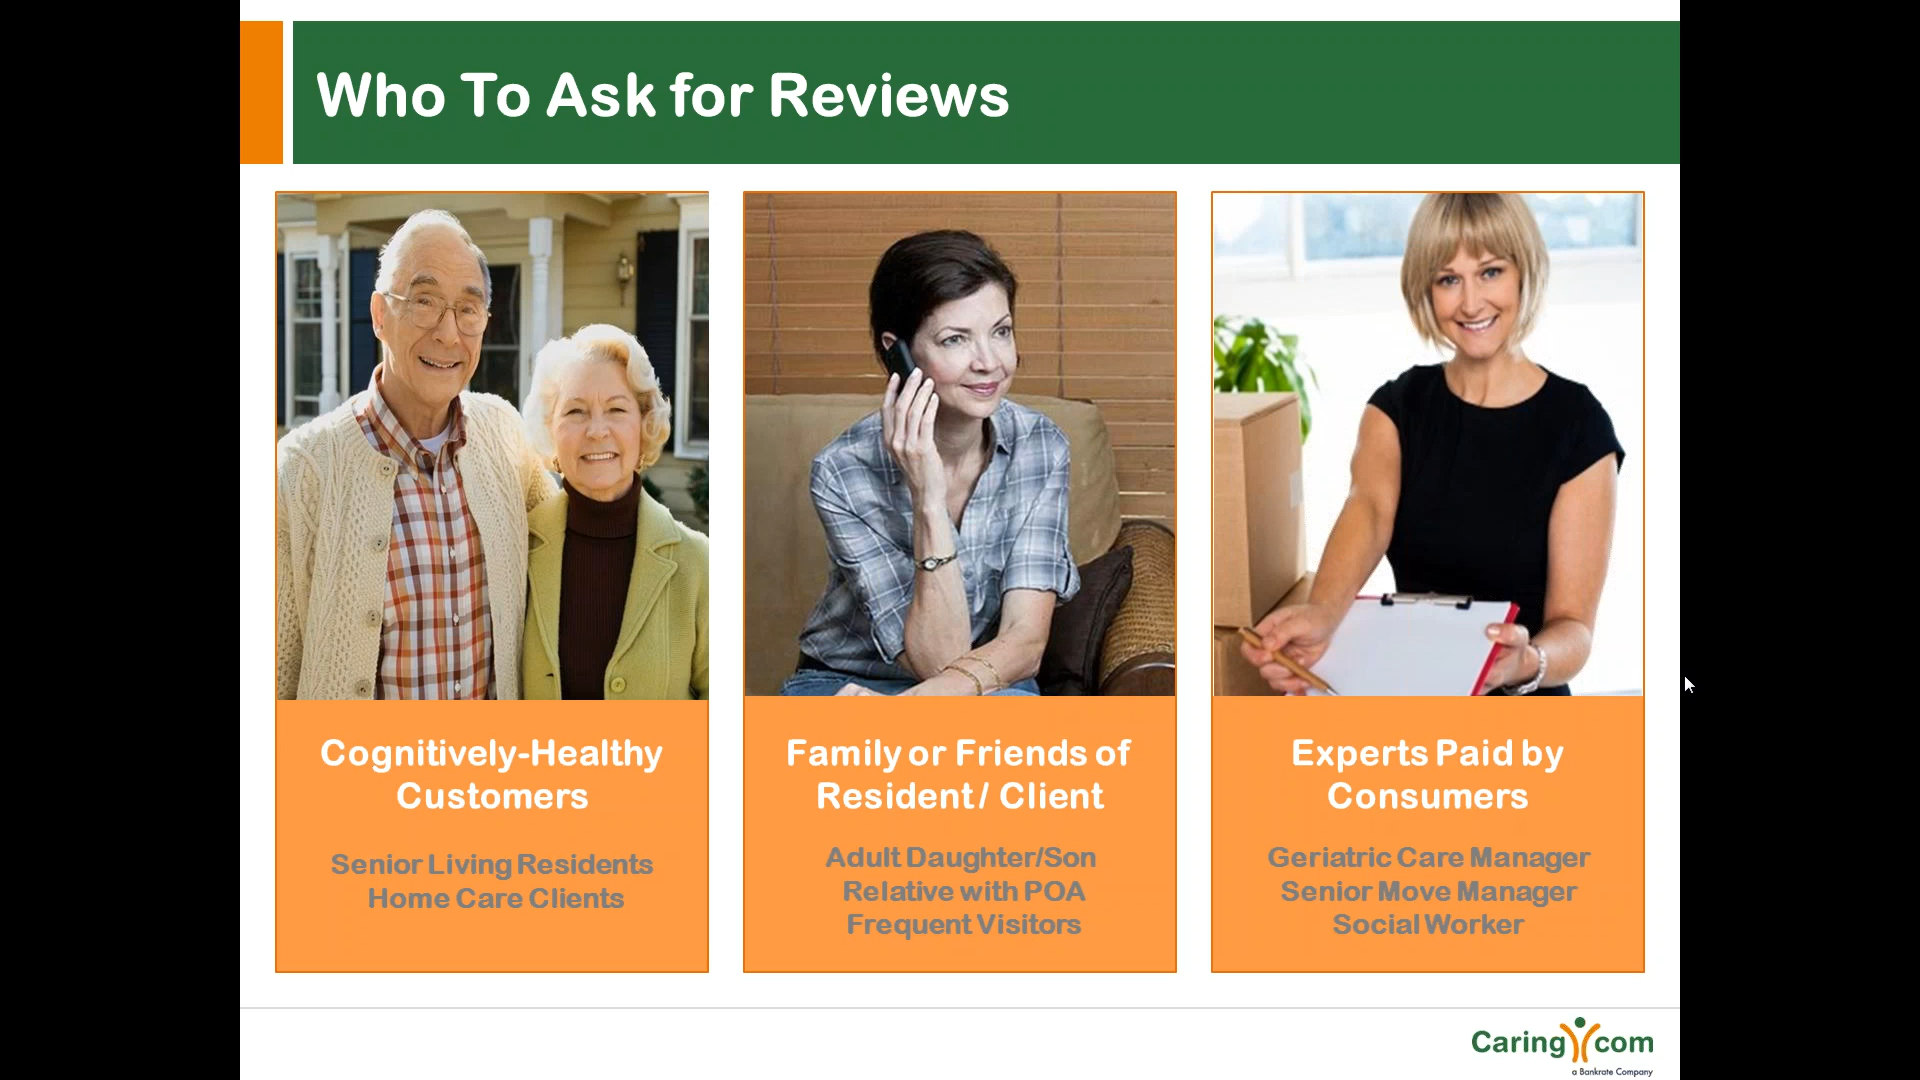 Who To Ask for Reviews
Cognitively-Healthy
Customers
Senior Living Residents
Home Care Clients
Family or Friends of
Resident / Client
Adult Daughter/Son
Relative with POA
Frequent Visitors
Experts Paid by
Consumers
Geriatric Care Manager
Senior Move Manager
Social Worker
Caring com
a Bankrate Company